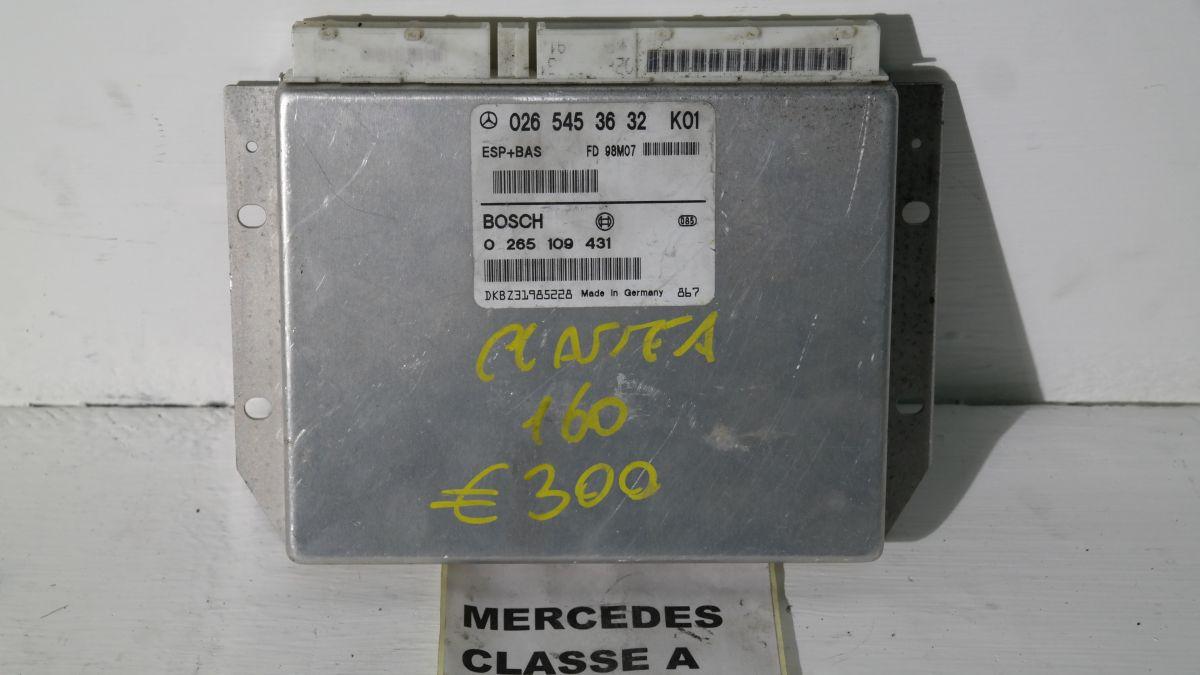 026 545 36 32 K01
ESP+BAS FD 98M07
BOSCH 085
0 265 109 431
DKBZ31985228 Made in Germany 867
CLASSE A
160
€ 300
MERCEDES
CLASSE A